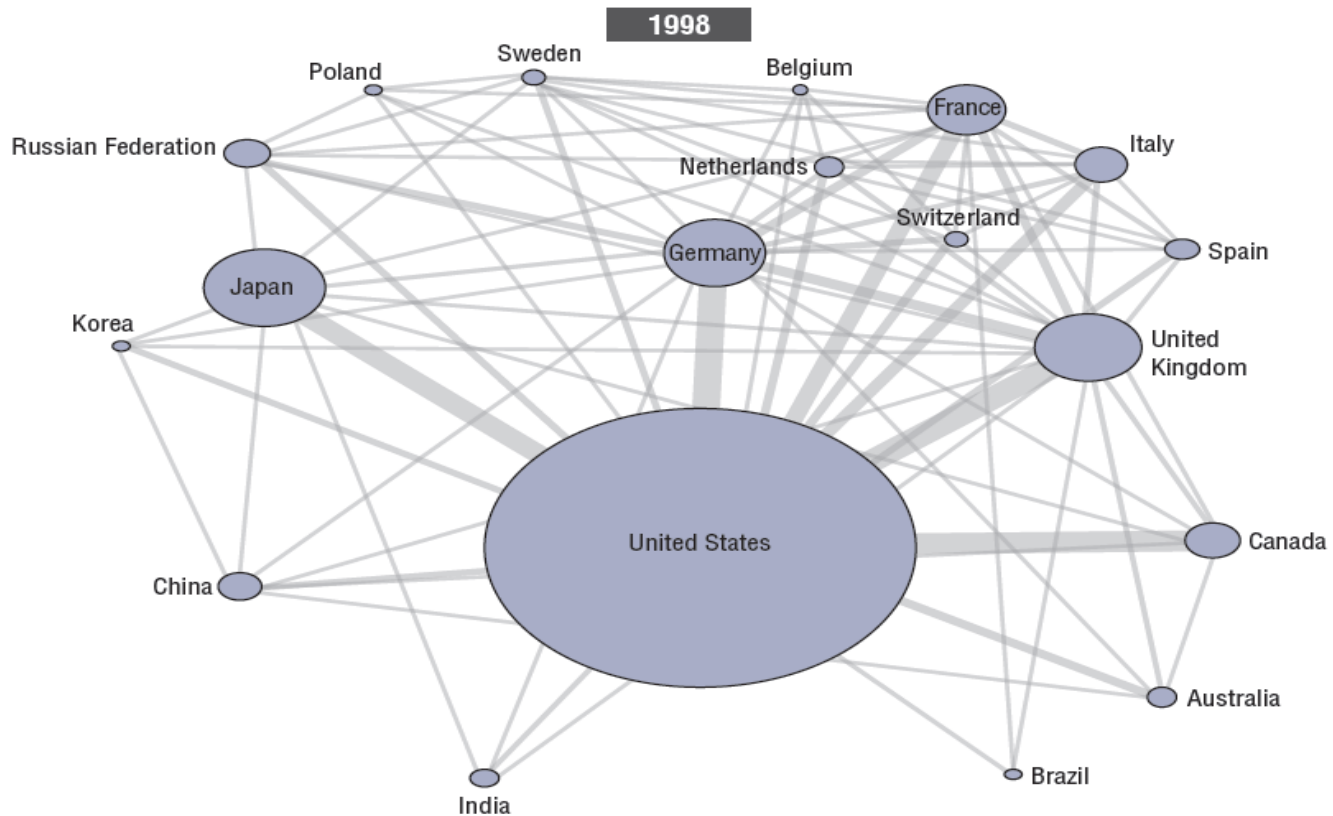 1998
Sweden
Poland
Belgium
France
Russian Federation
Italy
Netherlands
Switzerland
Germany
Spain
Japan
Korea
United
Kingdom
United States
Canada
China
Australia
Brazil
India